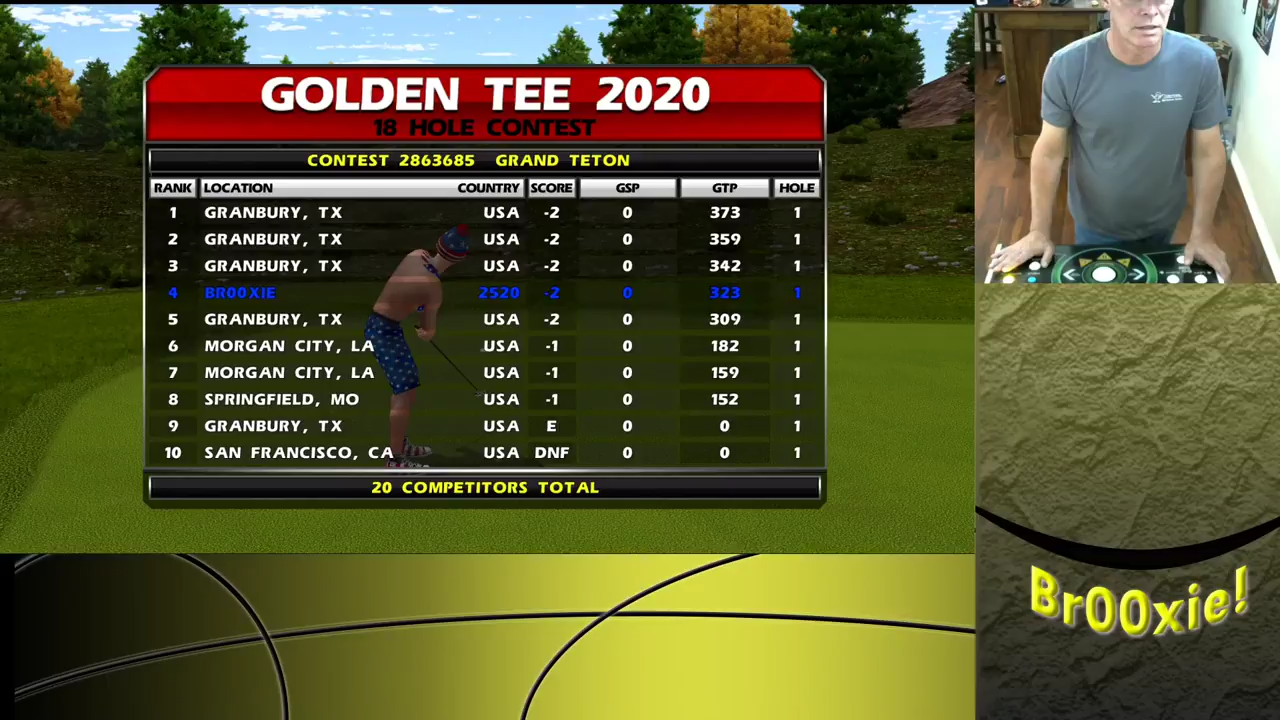 GOLDEN TEE 2020
18 HOLE CONTEST
CONTEST 2863685 GRAND TETON
RANK LOCATION COUNTRY SCORE GSP GTP HOLE
1 GRANBURY, TX USA -2 0 373 1
2 GRANBURY, TX USA -2 0 359 1
3 GRANBURY, TX USA -2 0 342 1
4 BR00XIE 2520 -2 0 323 1
5 GRANBURY, TX USA -2 0 309 1
6 MORGAN CITY, LA USA -1 0 182 1
7 MORGAN CITY, LA USA -1 0 159 1
8 SPRINGFIELD, MO USA -1 0 152 1
9 GRANBURY, TX USA E 0 0 1
10 SAN FRANCISCO, CA USA DNF 0 0 1
20 COMPETITORS TOTAL
Br00xie!